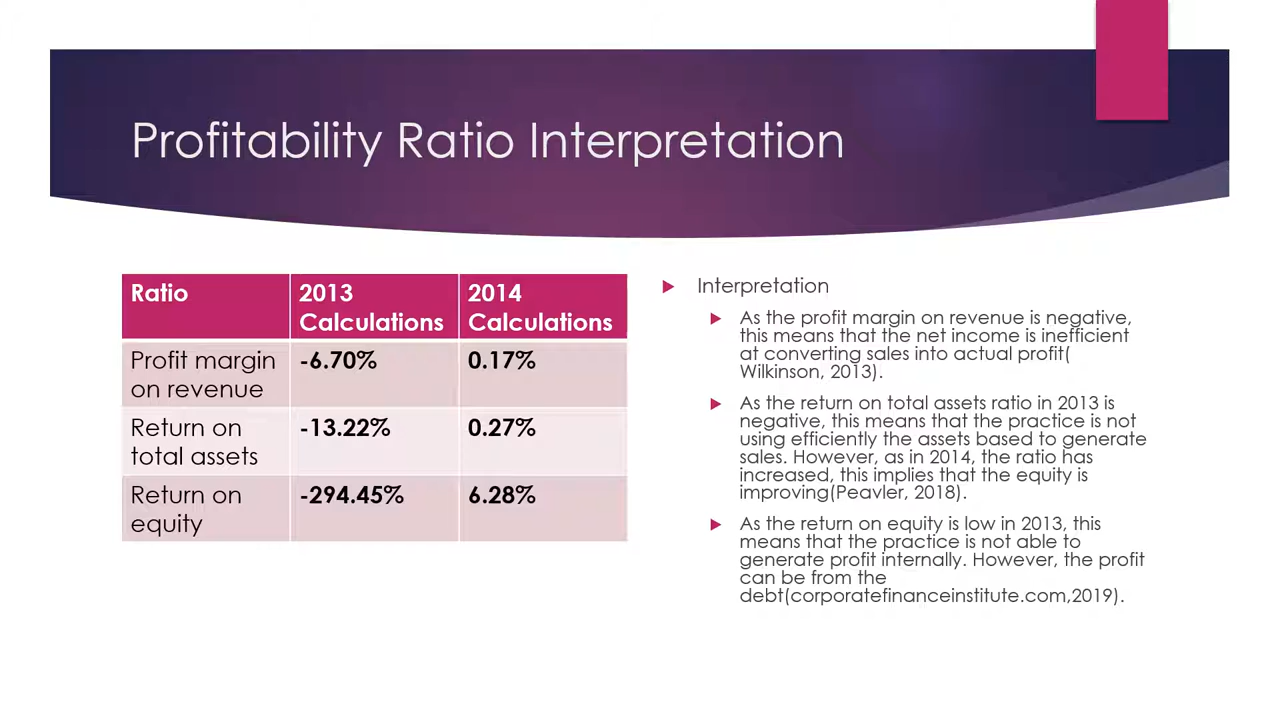 Profitability Ratio Interpretation
Ratio
2013
Calculations
2014
Calculations
Profit margin
on revenue
-6.70%
0.17%
Return on
total assets
-13.22%
0.27%
Return on
equity
-294.45%
6.28%
Interpretation
As the profit margin on revenue is negative,
this means that the net income is inefficient
at converting sales into actual profit(
Wilkinson, 2013).
As the return on total assets ratio in 2013 is
negative, this means that the practice is not
using efficiently the assets based to generate
sales. However, as in 2014, the ratio has
increased, this implies that the equity is
improving(Peavler, 2018).
As the return on equity is low in 2013, this
means that the practice is not able to
generate profit internally. However, the profit
can be from the
debt(corporatefinanceinstitute.com,2019).